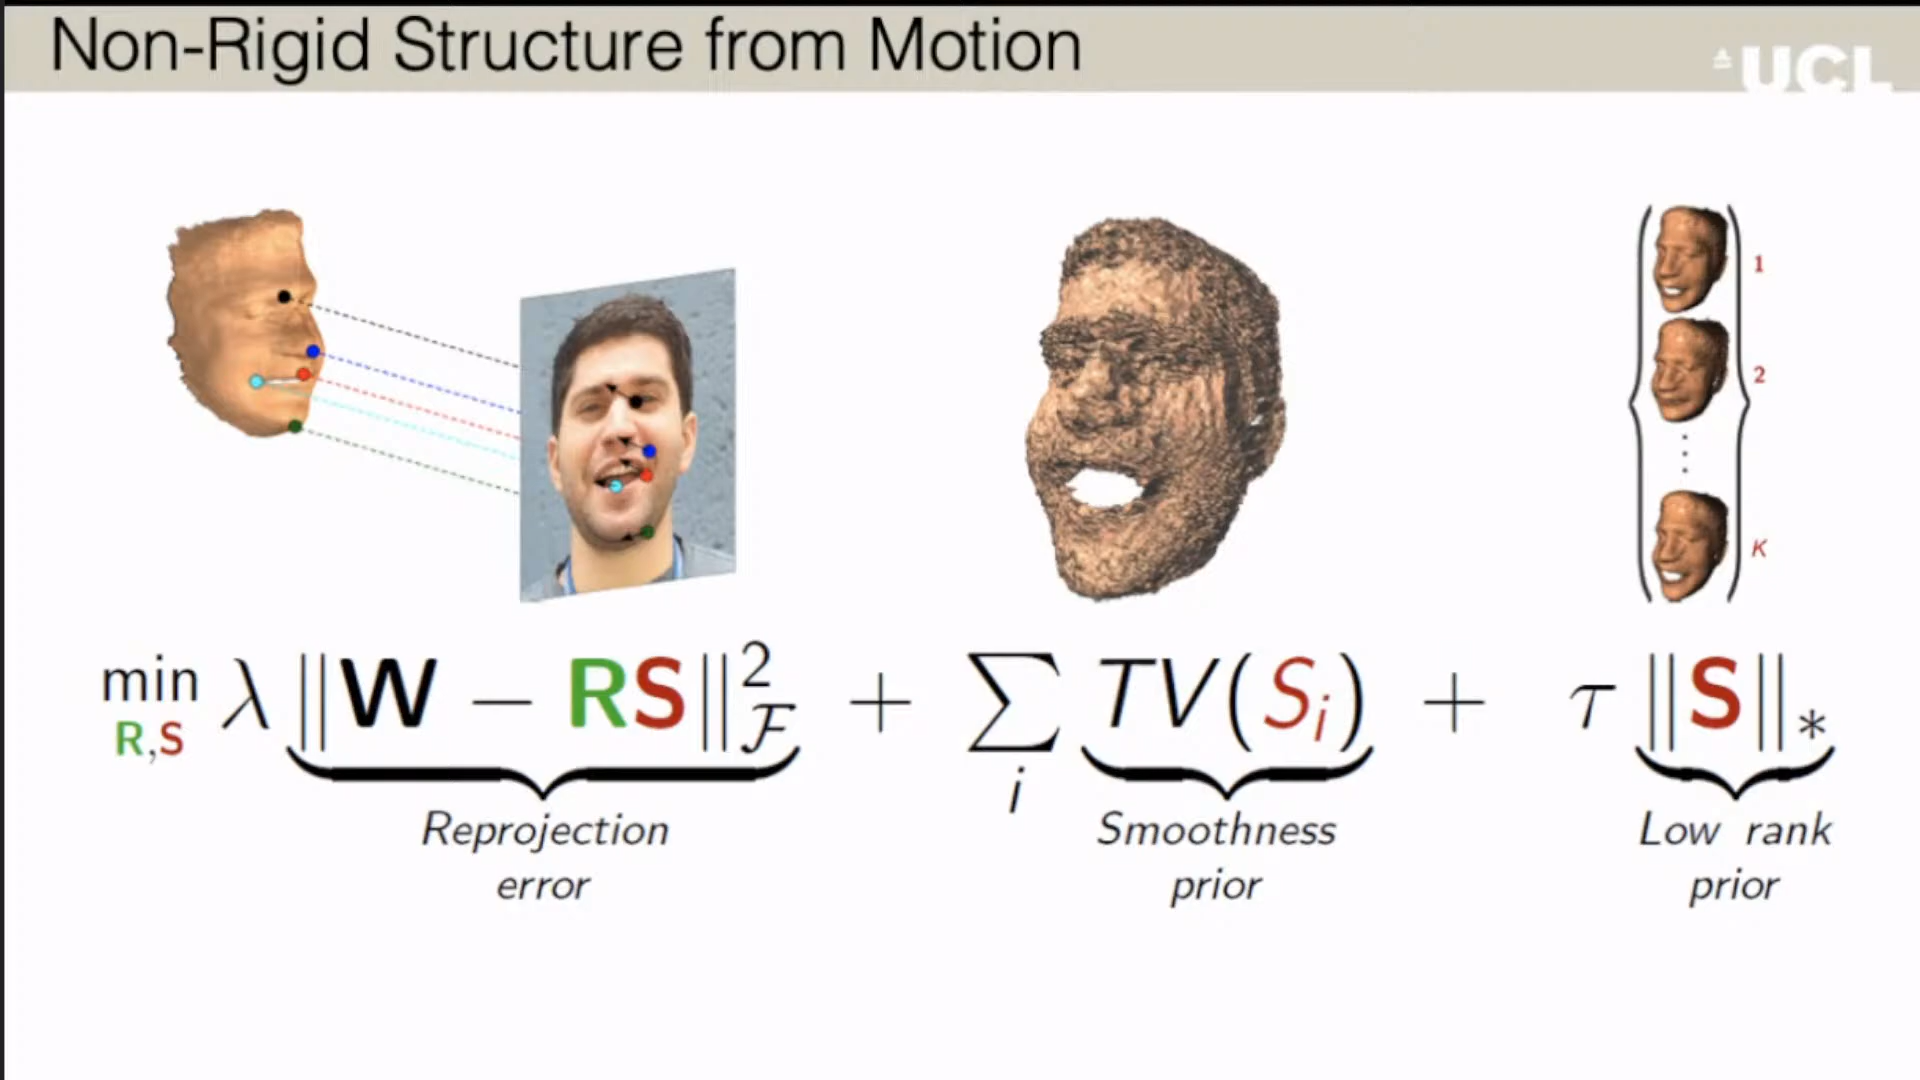 Non-Rigid Structure from Motion
UCL
1
2
⋮
K
min λ ||W − RS||²_F + Σ TV(S_i) + τ ||S||_*
R,S
i
Reprojection error
Smoothness prior
Low rank prior